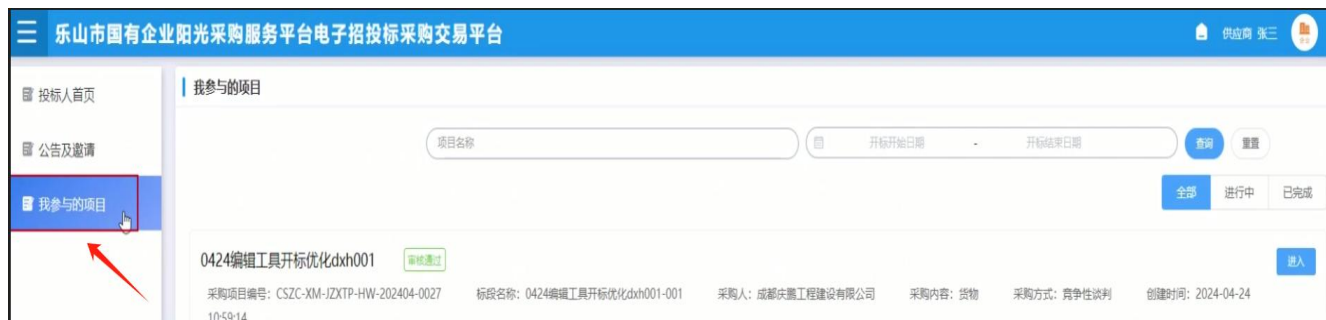 乐山市国有企业阳光采购服务平台电子招投标采购交易平台
供应商 张三
投标人首页
公告及邀请
我参与的项目
我参与的项目
项目名称
开标开始日期 - 开标结束日期
查询 重置
全部 进行中 已完成
0424编辑工具开标优化dxh001 审核通过
进入
采购项目编号：CSZC-XM-JZXTP-HW-202404-0027 标段名称：0424编辑工具开标优化dxh001-001 采购人：成都庆鹏工程建设有限公司 采购内容：货物 采购方式：竞争性谈判 创建时间：2024-04-24
10:59:14